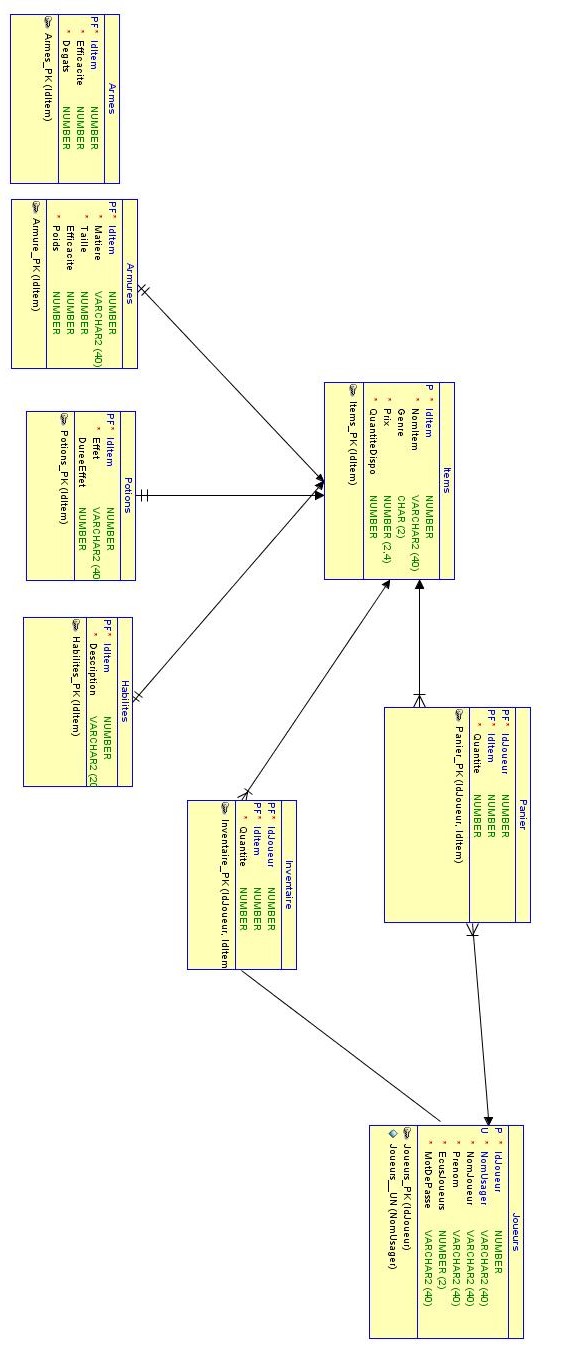 Armes
PF* IdItem NUMBER
* Efficacite NUMBER
* Degats NUMBER
Armes_PK (IdItem)
Armures
PF* IdItem NUMBER
* Matiere VARCHAR2 (40)
* Taille NUMBER
Efficacite NUMBER
* Poids NUMBER
Armure_PK (IdItem)
Potions
PF* IdItem NUMBER
* Effet VARCHAR2 (40
DureeEffet NUMBER
Potions_PK (IdItem)
Habilites
PF* IdItem NUMBER
* Description VARCHAR2 (20
Habilites_PK (IdItem)
Items
P * IdItem NUMBER
* NomItem VARCHAR2 (40)
Genre CHAR (2)
* Prix NUMBER (2,4)
* QuantiteDispo NUMBER
Items_PK (IdItem)
Panier
PF* IdJoueur NUMBER
PF* IdItem NUMBER
* Quantite NUMBER
Panier_PK (IdJoueur, IdItem)
Inventaire
PF* IdJoueur NUMBER
PF* IdItem NUMBER
* Quantite NUMBER
Inventaire_PK (IdJoueur, IdItem
Joueurs
P * IdJoueur NUMBER
U * NomUsager VARCHAR2 (40)
* NomJoueur VARCHAR2 (40)
* Prenom VARCHAR2 (40)
* EcusJoueurs NUMBER (2)
* MotDePasse VARCHAR2 (40)
Joueurs_PK (IdJoueur)
Joueurs__UN (NomUsager)